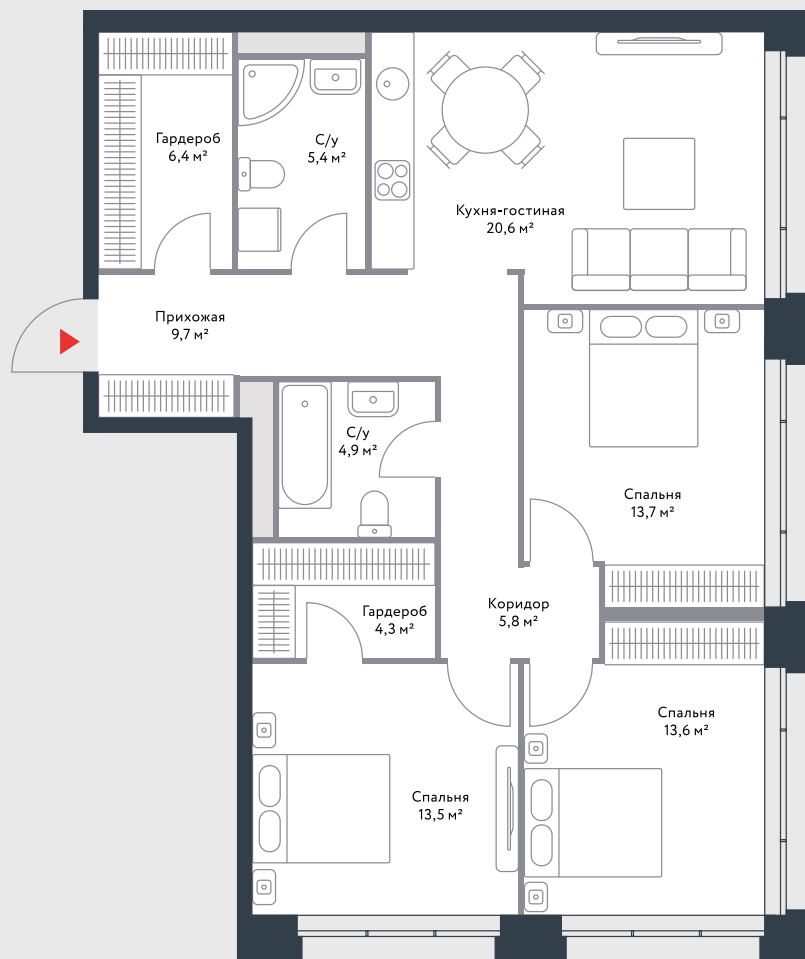 Гардероб
6,4 м²
С/у
5,4 м²
Кухня-гостиная
20,6 м²
Прихожая
9,7 м²
С/у
4,9 м²
Спальня
13,7 м²
Гардероб
4,3 м²
Коридор
5,8 м²
Спальня
13,6 м²
Спальня
13,5 м²